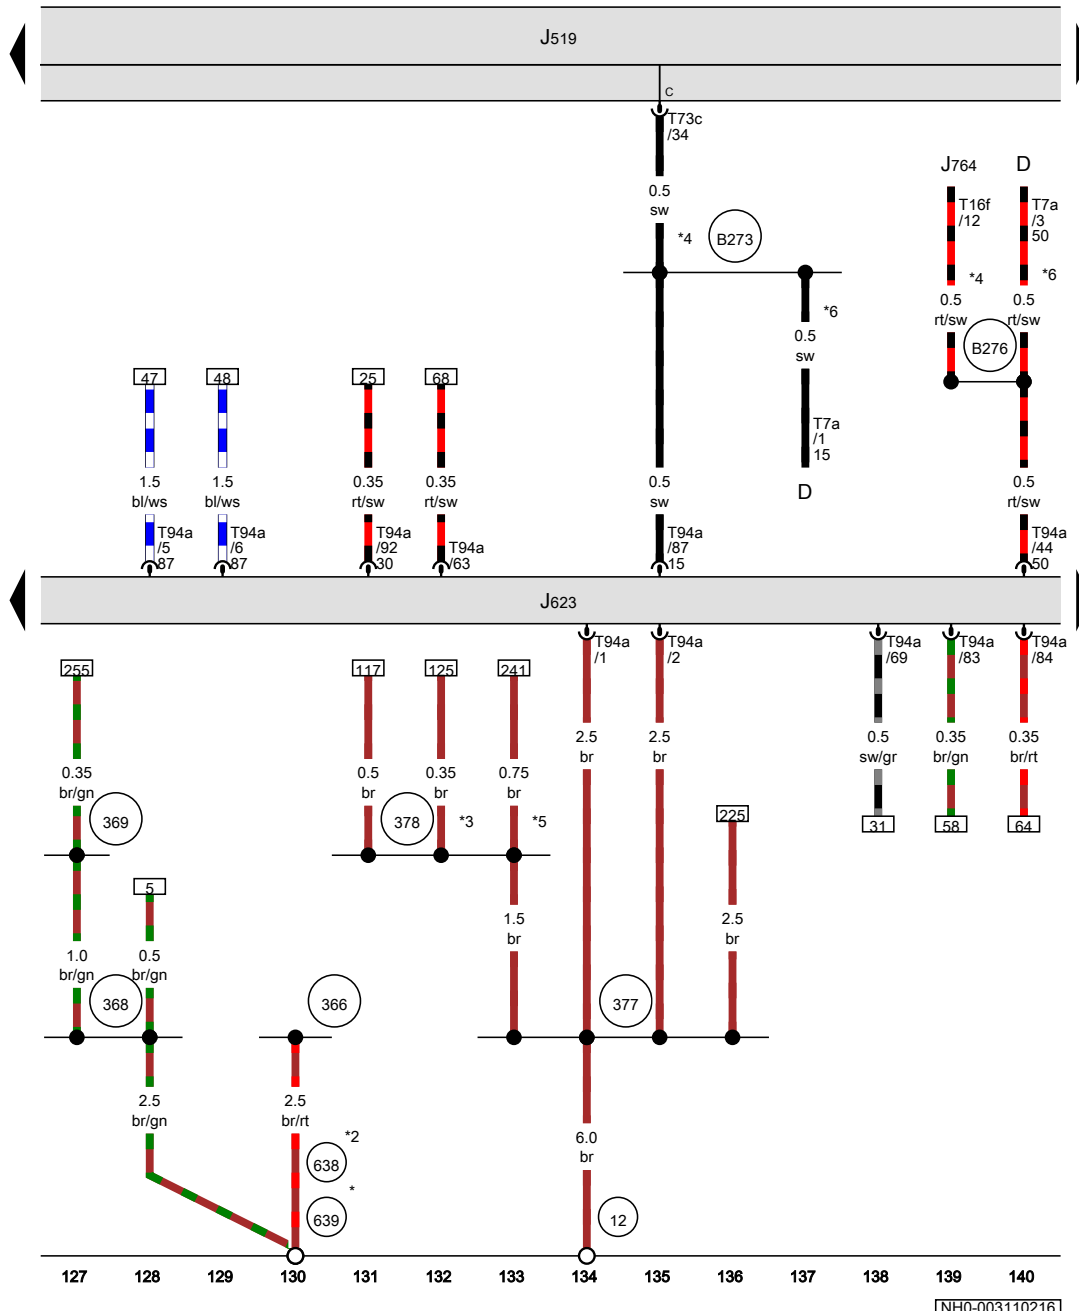 J519
c
T73c
/34
0.5
sw
*4
B273
J764
D
T16f
/12
T7a
/3
50
*4
*6
0.5
rt/sw
0.5
rt/sw
B276
*6
0.5
sw
T7a
/1
15
D
47
48
25
68
1.5
bl/ws
1.5
bl/ws
0.35
rt/sw
0.35
rt/sw
0.5
sw
0.5
rt/sw
T94a
/5
87
T94a
/6
87
T94a
/92
30
T94a
/63
T94a
/87
15
T94a
/44
50
J623
T94a
/1
T94a
/2
T94a
/69
T94a
/83
T94a
/84
255
117
125
241
0.35
br/gn
0.5
br
0.35
br
0.75
br
2.5
br
2.5
br
0.5
sw/gr
0.35
br/gn
0.35
br/rt
369
378
*3
*5
225
31
58
64
5
1.0
br/gn
0.5
br/gn
1.5
br
2.5
br
368
366
377
2.5
br/gn
2.5
br/rt
6.0
br
*2
638
*
639
12
127 128 129 130 131 132 133 134 135 136 137 138 139 140
NH0-003110216